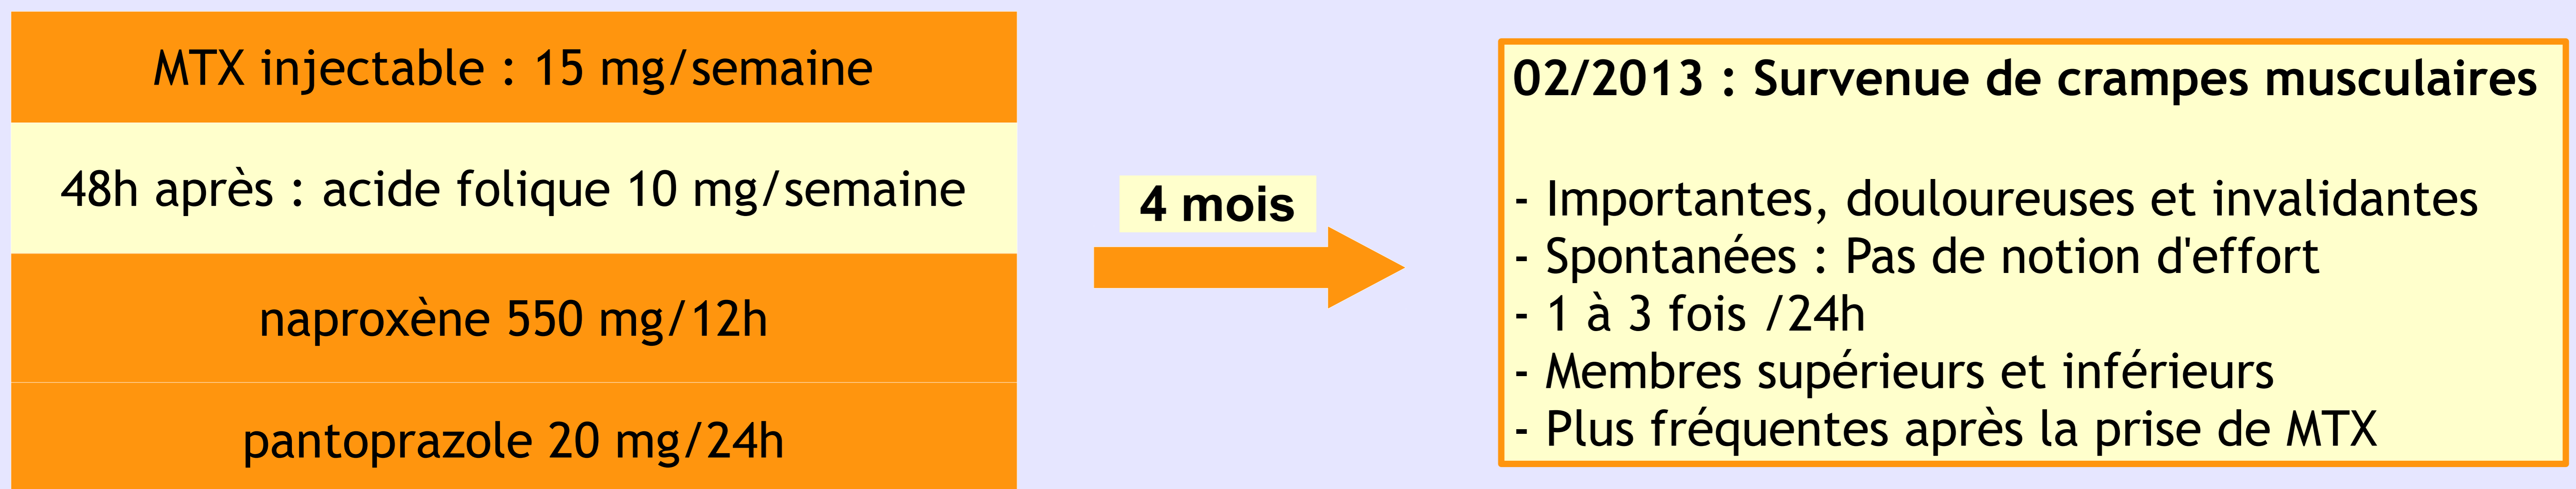 MTX injectable : 15 mg/semaine
48h après : acide folique 10 mg/semaine
naproxène 550 mg/12h
pantoprazole 20 mg/24h
4 mois
02/2013 : Survenue de crampes musculaires
- Importantes, douloureuses et invalidantes
- Spontanées : Pas de notion d'effort
- 1 à 3 fois /24h
- Membres supérieurs et inférieurs
- Plus fréquentes après la prise de MTX